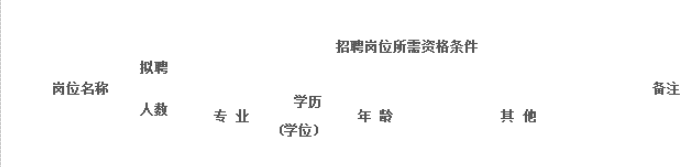 岗位名称
拟聘
人数
招聘岗位所需资格条件
专 业
学历
(学位)
年 龄
其 他
备注